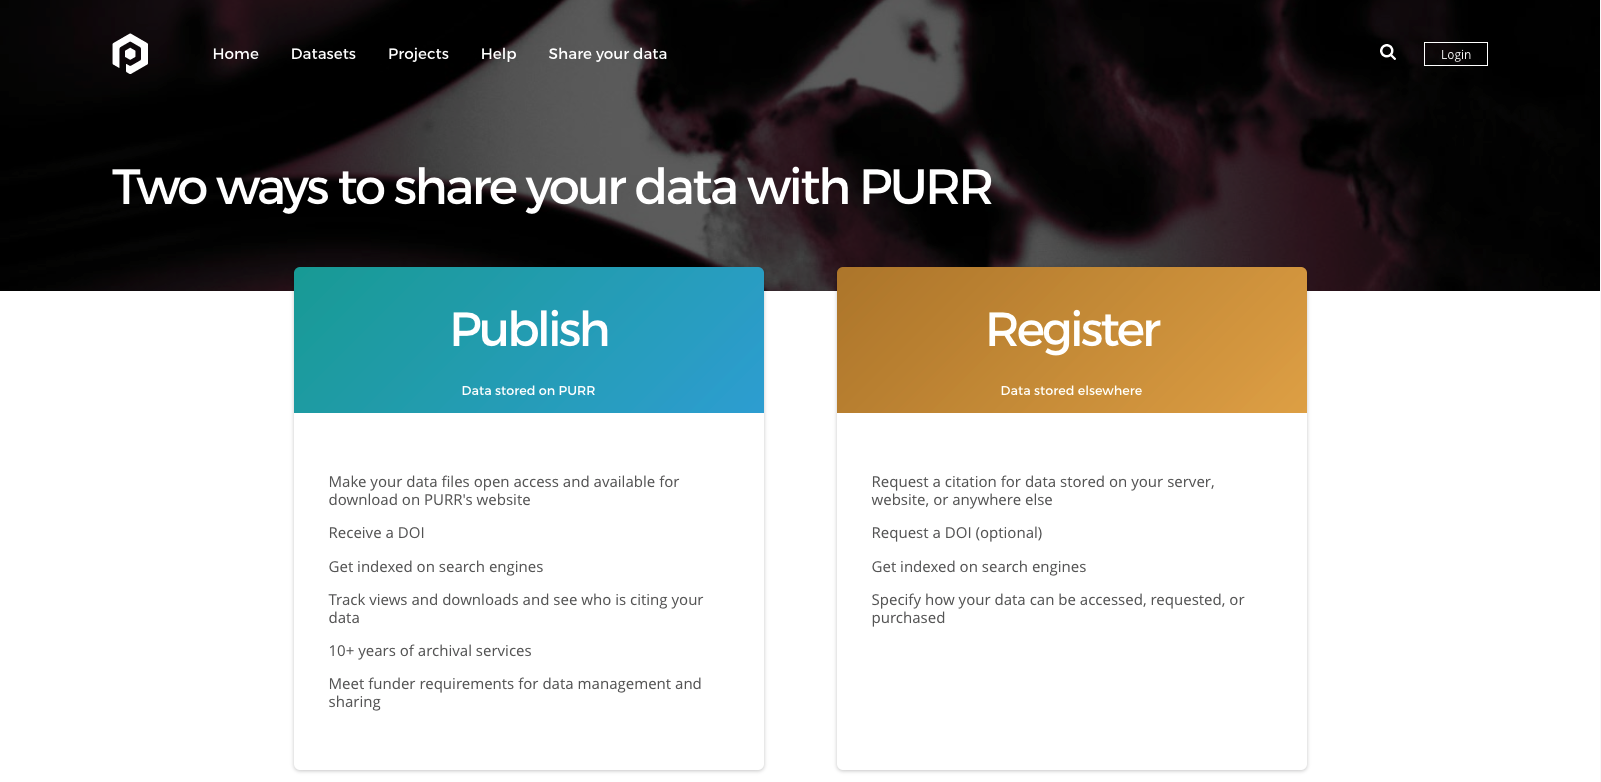 Home Datasets Projects Help Share your data Login
Two ways to share your data with PURR
Publish
Data stored on PURR
Make your data files open access and available for
download on PURR's website
Receive a DOI
Get indexed on search engines
Track views and downloads and see who is citing your
data
10+ years of archival services
Meet funder requirements for data management and
sharing
Register
Data stored elsewhere
Request a citation for data stored on your server,
website, or anywhere else
Request a DOI (optional)
Get indexed on search engines
Specify how your data can be accessed, requested, or
purchased